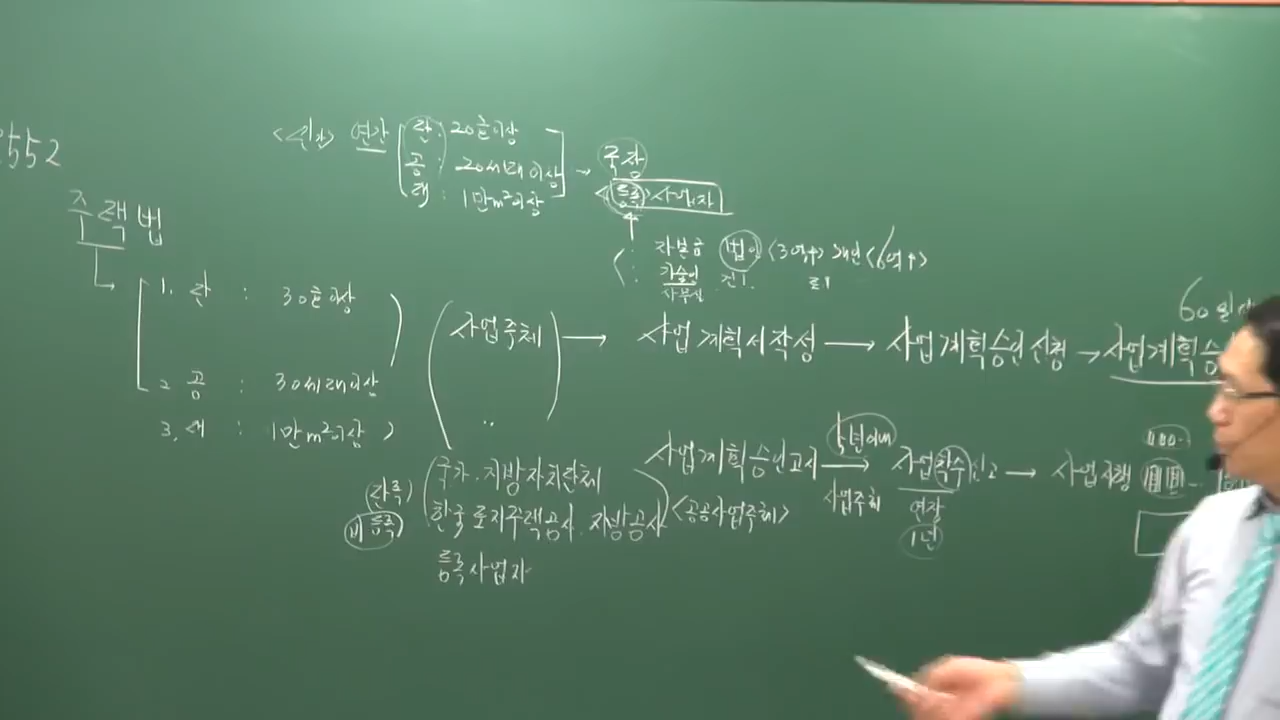 552
연간
단 : 20호이상
공 : 20세대이상
대 : 1만m²이상
→ 국장
<등록>사업자
자본금 법인 <3억↑> 개인 <6억↑>
기술인 건1.
사무실 토1
주택법
1. 단 : 30호이상
2. 공 : 30세대이상
3. 대 : 1만m²이상
사업주체 → 사업계획서작성 → 사업계획승인신청 → 사업계획승
60일
사업계획승인고시 → 5년이내 사업착수신고 → 사업시행
사업주체
연장
1년
국가. 지방자치단체
한국토지주택공사. 지방공사 <공공사업주체>
비등록
등록사업자